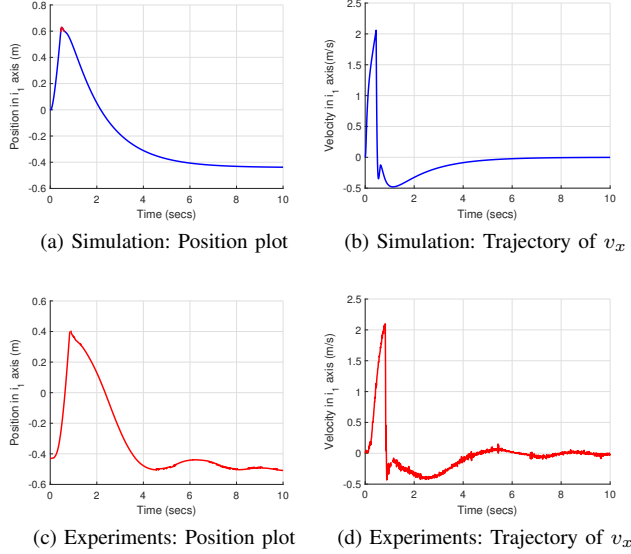 0.8
0.6
0.4
0.2
0
-0.2
-0.4
-0.6
0 2 4 6 8 10
Time (secs)
Position in i1 axis (m)
(a) Simulation: Position plot
2.5
2
1.5
1
0.5
0
-0.5
0 2 4 6 8 10
Time (secs)
Velocity in i1 axis(m/s)
(b) Simulation: Trajectory of vx
0.6
0.4
0.2
0
-0.2
-0.4
-0.6
0 2 4 6 8 10
Time (secs)
Position in i1 axis (m)
(c) Experiments: Position plot
2.5
2
1.5
1
0.5
0
-0.5
0 2 4 6 8 10
Time (secs)
Velocity in i1 axis (m/s)
(d) Experiments: Trajectory of vx